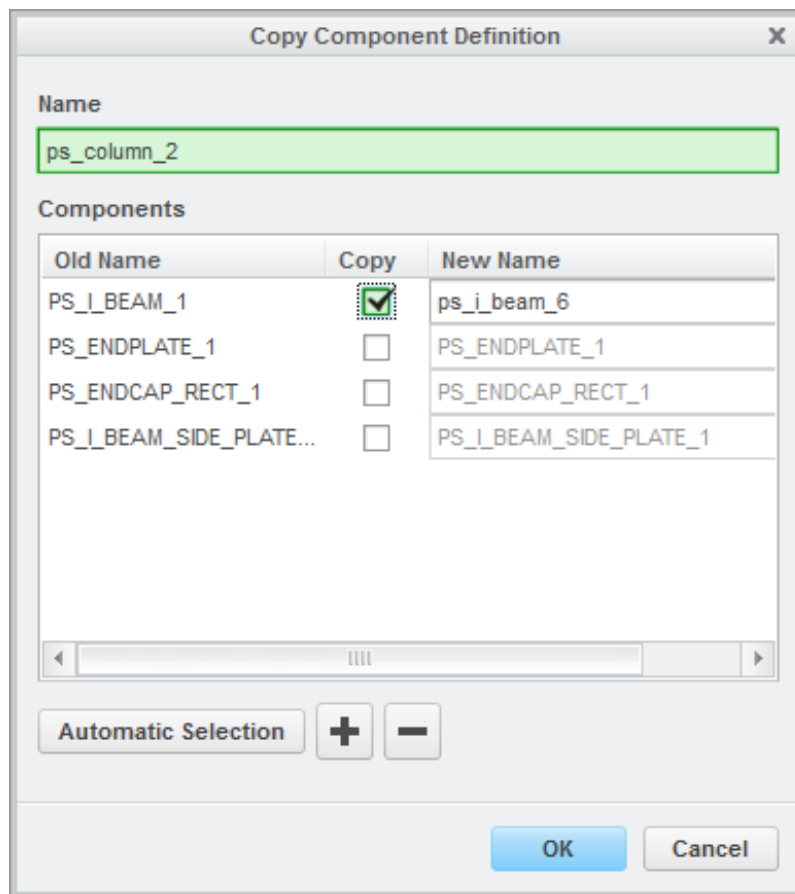 Copy Component Definition
Name
ps_column_2
Components
Old Name Copy New Name
PS_I_BEAM_1 ps_i_beam_6
PS_ENDPLATE_1 PS_ENDPLATE_1
PS_ENDCAP_RECT_1 PS_ENDCAP_RECT_1
PS_I_BEAM_SIDE_PLATE... PS_I_BEAM_SIDE_PLATE_1
Automatic Selection
OK Cancel